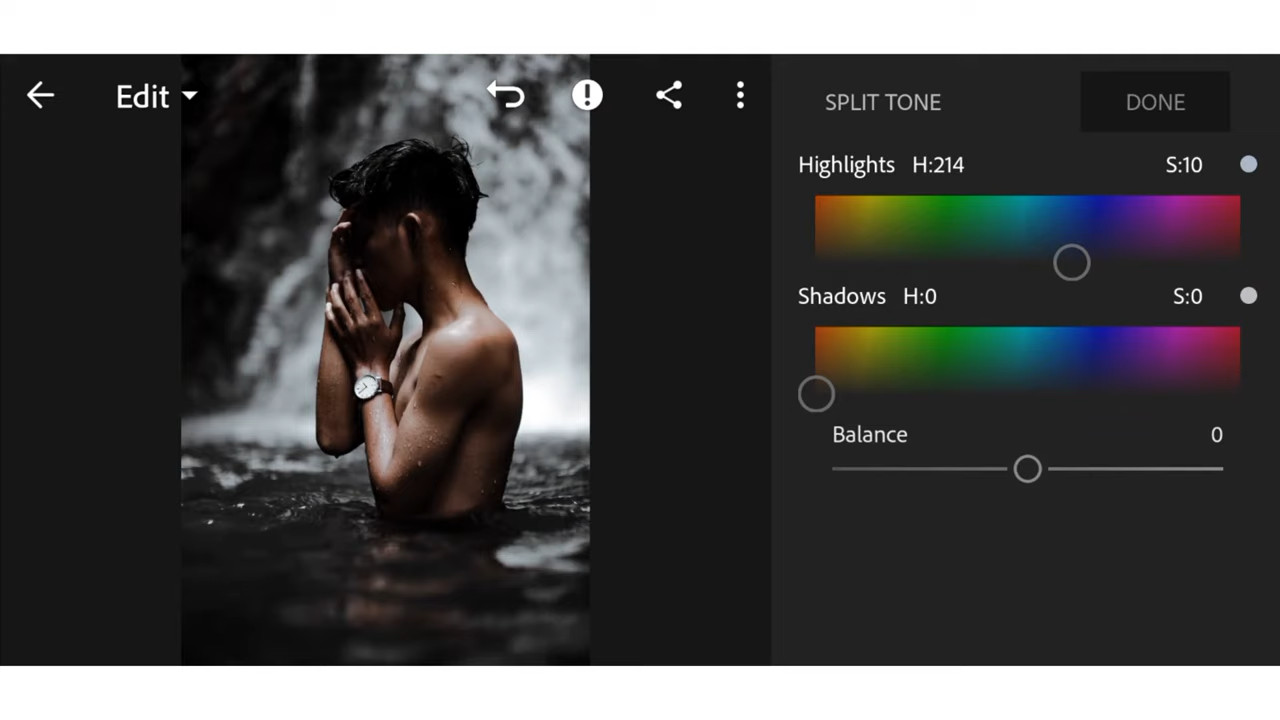 Edit
SPLIT TONE
DONE
Highlights H:214 S:10
Shadows H:0 S:0
Balance 0